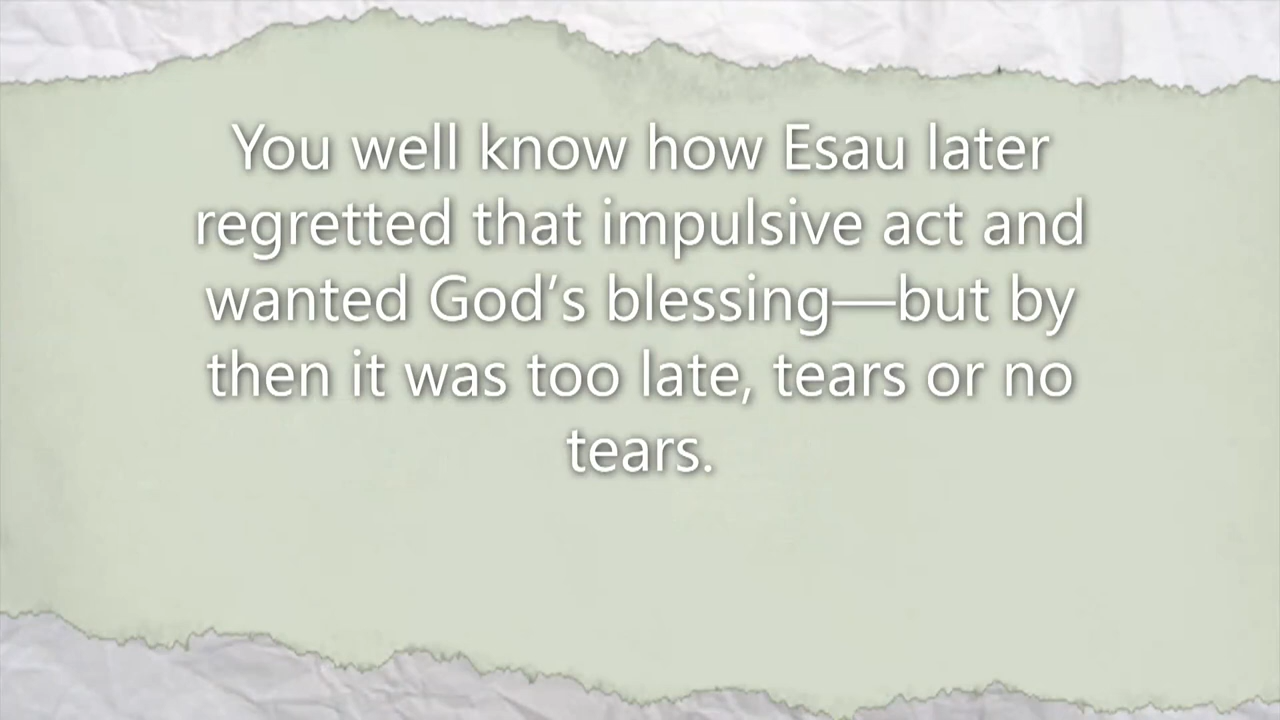 You well know how Esau later
regretted that impulsive act and
wanted God’s blessing—but by
then it was too late, tears or no
tears.